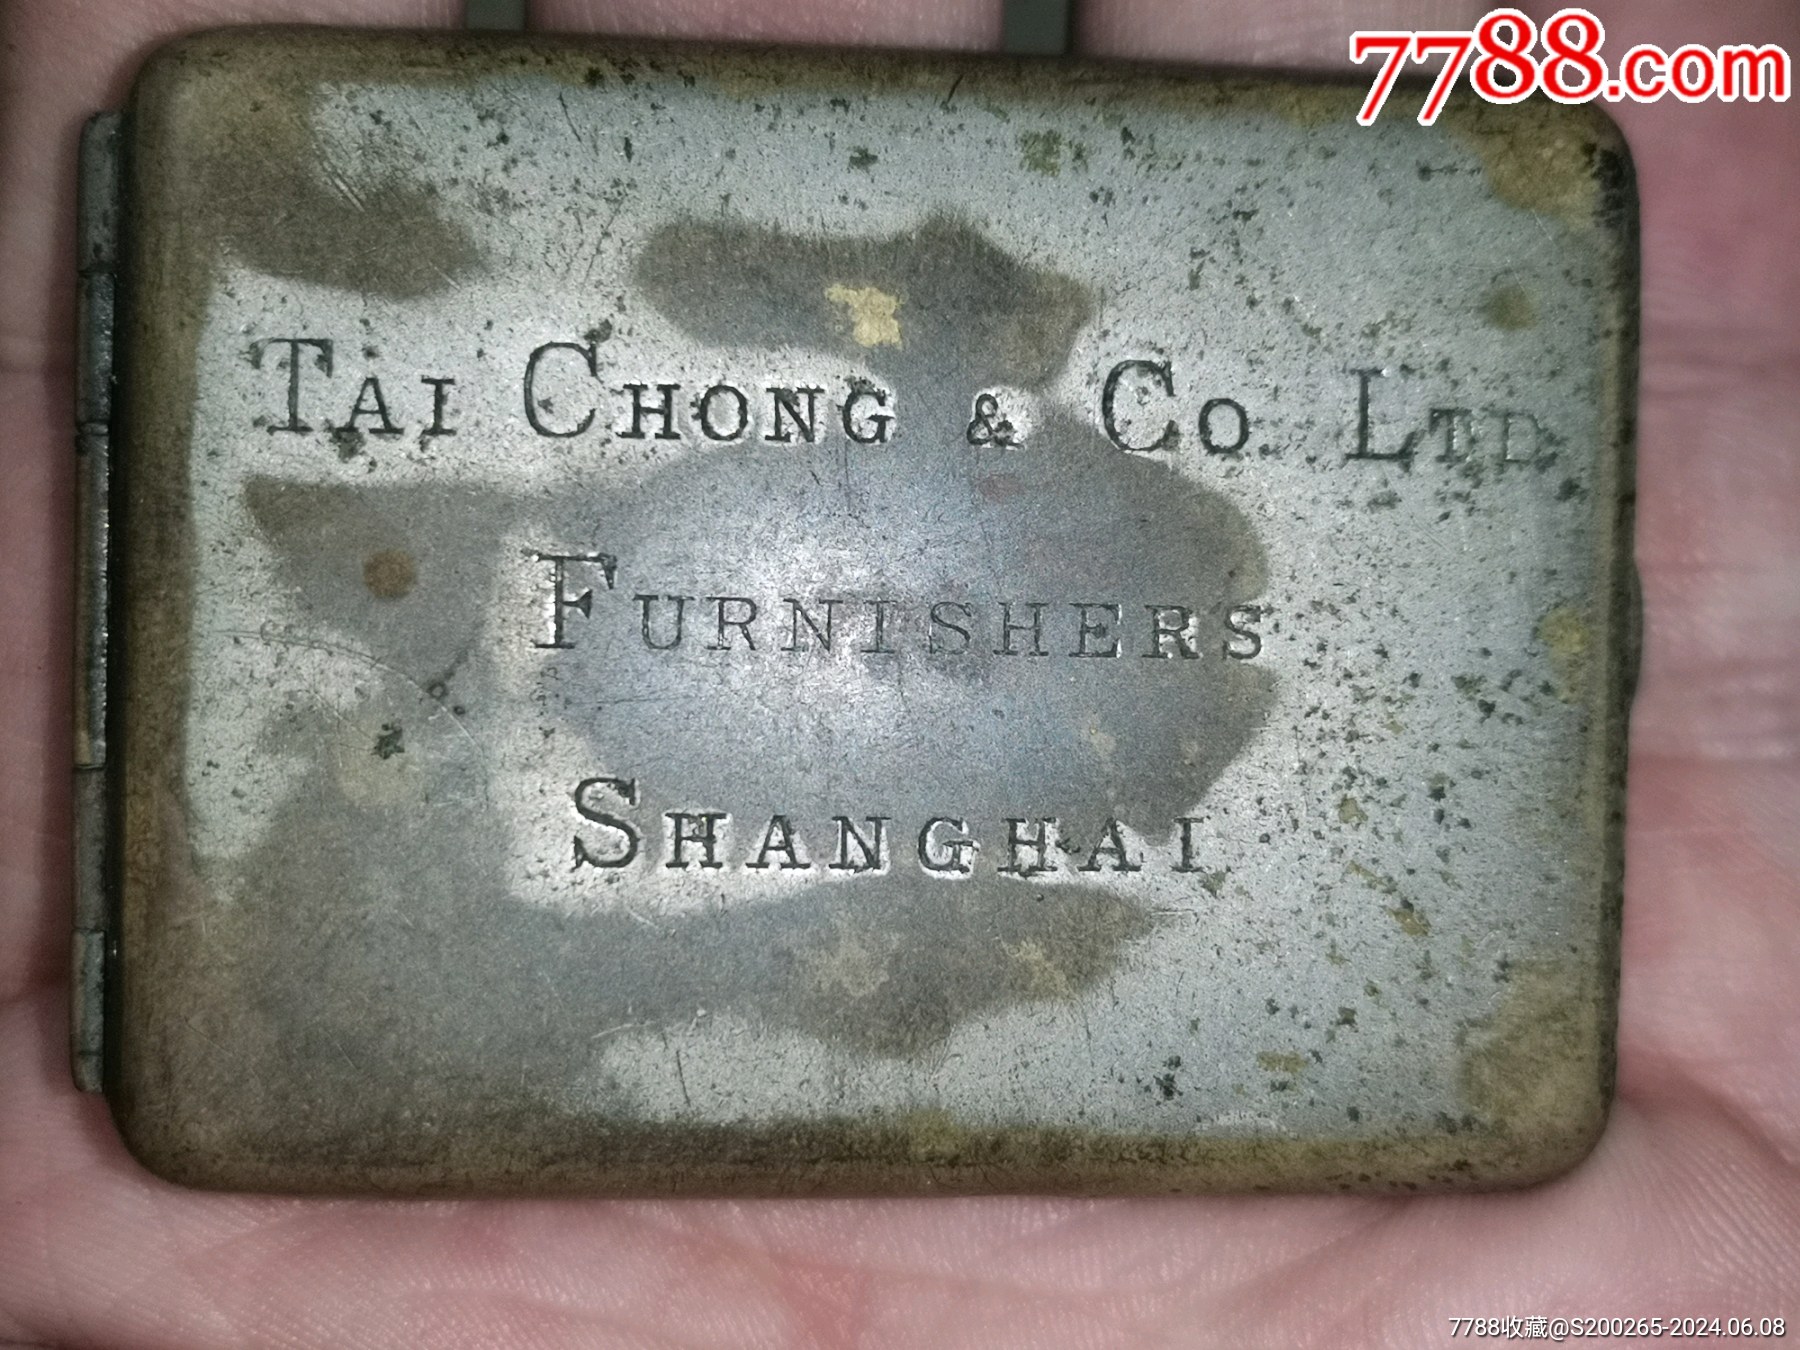 7788.com
TAI CHONG & CO LTD
FURNISHERS
SHANGHAI
7788收藏@S200265-2024.06.08